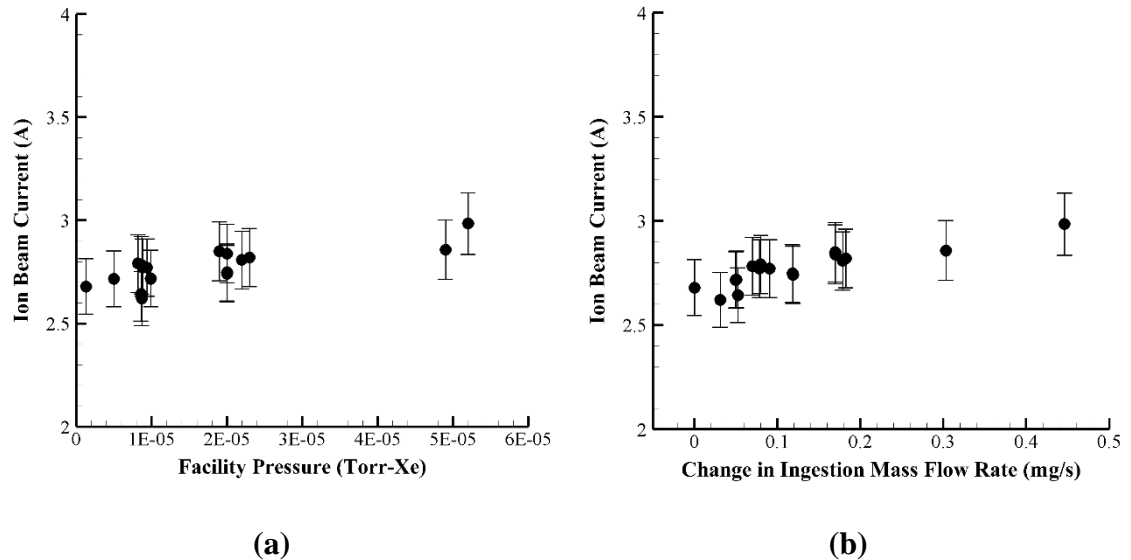 4
3.5
3
2.5
2
Ion Beam Current (A)
0 1E-05 2E-05 3E-05 4E-05 5E-05 6E-05
Facility Pressure (Torr-Xe)
(a)
4
3.5
3
2.5
2
Ion Beam Current (A)
0 0.1 0.2 0.3 0.4 0.5
Change in Ingestion Mass Flow Rate (mg/s)
(b)